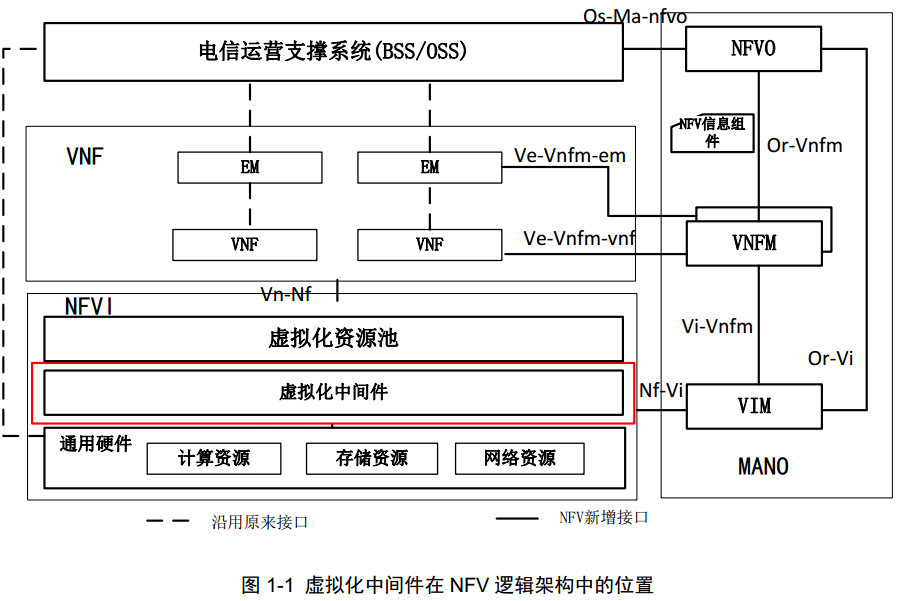 Os-Ma-nfvo
电信运营支撑系统(BSS/OSS)
NFVO
NFV信息组
件
Or-Vnfm
VNF
EM
EM
Ve-Vnfm-em
VNF
VNF
Ve-Vnfm-vnf
VNFM
Vn-Nf
NFVI
虚拟化资源池
Vi-Vnfm
Or-Vi
虚拟化中间件
Nf-Vi
VIM
通用硬件
计算资源
存储资源
网络资源
MANO
沿用原来接口
NFV新增接口
图 1-1 虚拟化中间件在 NFV 逻辑架构中的位置